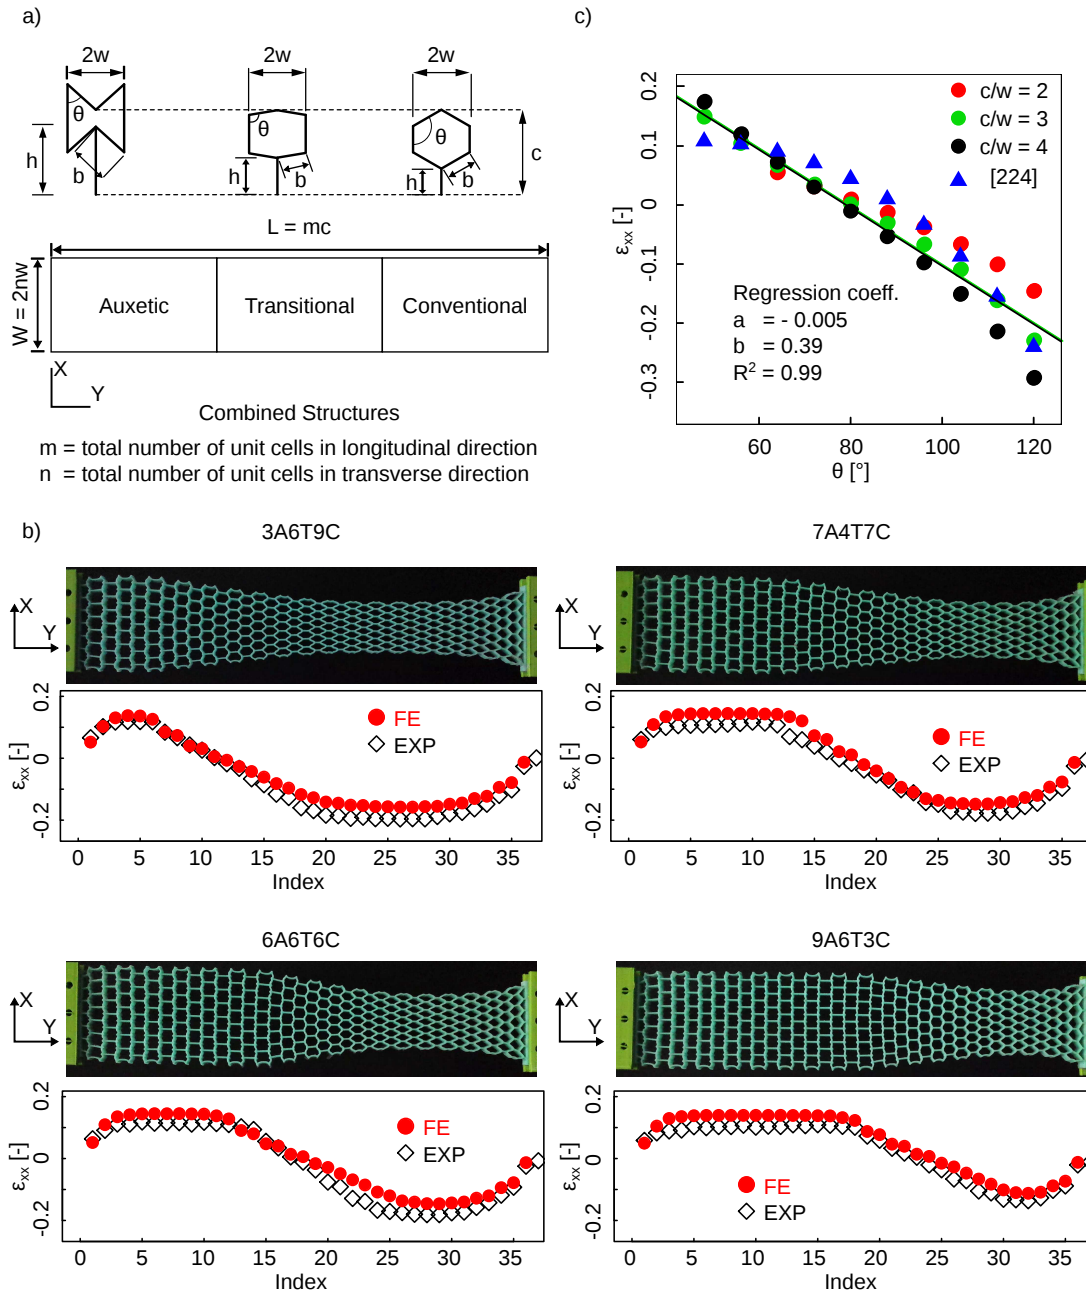 a)
2w 2w 2w
θ θ θ
h b h b h b c
L = mc
W = 2nw
Auxetic Transitional Conventional
X
Y
Combined Structures
m = total number of unit cells in longitudinal direction
n = total number of unit cells in transverse direction
c)
0.2
0.1
0
-0.1
-0.2
-0.3
εxx [-]
c/w = 2
c/w = 3
c/w = 4
[224]
Regression coeff.
a = - 0.005
b = 0.39
R² = 0.99
60 80 100 120
θ [°]
b)
3A6T9C
X
Y
0.2
0
-0.2
εxx [-]
FE
EXP
0 5 10 15 20 25 30 35
Index
7A4T7C
X
Y
0.2
0
-0.2
εxx [-]
FE
EXP
0 5 10 15 20 25 30 35
Index
6A6T6C
X
Y
0.2
0
-0.2
εxx [-]
FE
EXP
0 5 10 15 20 25 30 35
Index
9A6T3C
X
Y
0.2
0
-0.2
εxx [-]
FE
EXP
0 5 10 15 20 25 30 35
Index